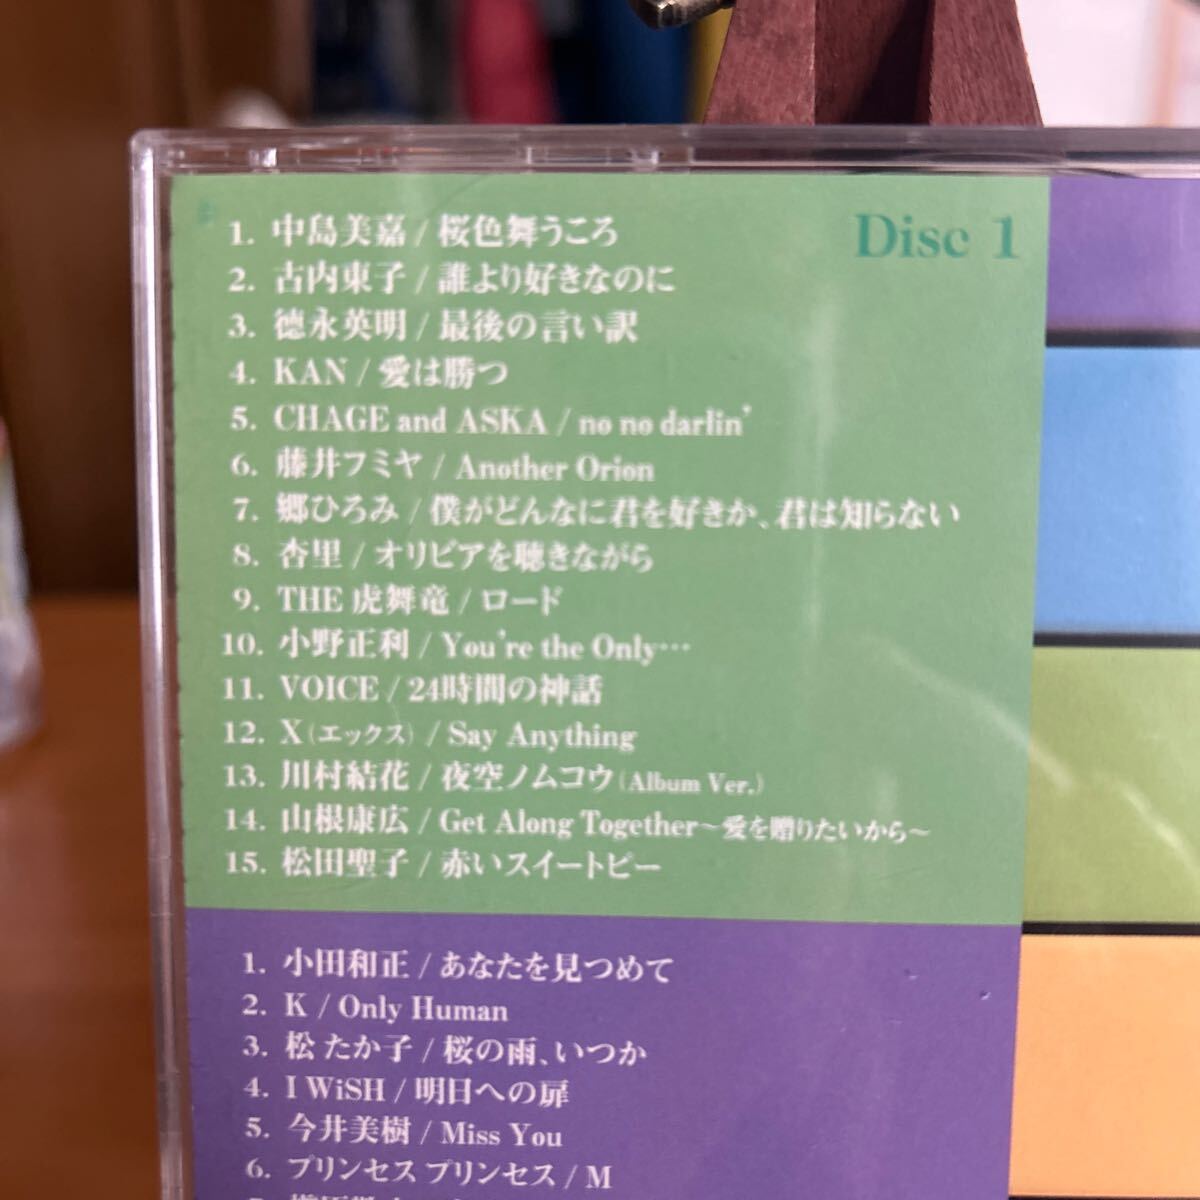 Disc 1
1. 中島美嘉 / 桜色舞うころ
2. 古内東子 / 誰より好きなのに
3. 徳永英明 / 最後の言い訳
4. KAN / 愛は勝つ
5. CHAGE and ASKA / no no darlin'
6. 藤井フミヤ / Another Orion
7. 郷ひろみ / 僕がどんなに君を好きか、君は知らない
8. 杏里 / オリビアを聴きながら
9. THE 虎舞竜 / ロード
10. 小野正利 / You're the Only…
11. VOICE / 24時間の神話
12. X(エックス) / Say Anything
13. 川村結花 / 夜空ノムコウ(Album Ver.)
14. 山根康広 / Get Along Together～愛を贈りたいから～
15. 松田聖子 / 赤いスイートピー
1. 小田和正 / あなたを見つめて
2. K / Only Human
3. 松 たか子 / 桜の雨、いつか
4. I WiSH / 明日への扉
5. 今井美樹 / Miss You
6. プリンセス プリンセス / M